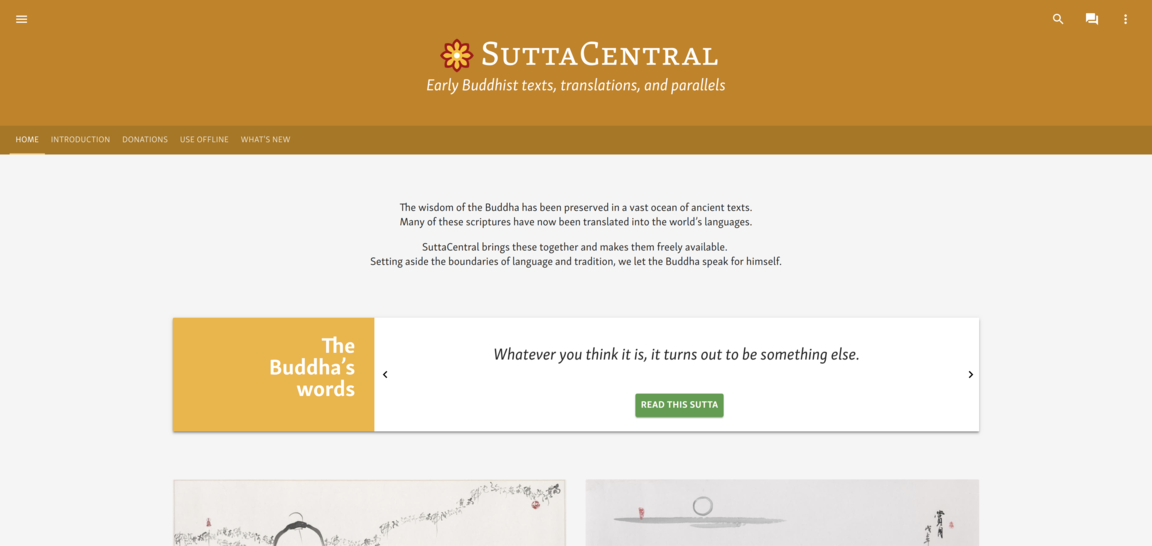 SuttaCentral
Early Buddhist texts, translations, and parallels
HOME INTRODUCTION DONATIONS USE OFFLINE WHAT'S NEW
The wisdom of the Buddha has been preserved in a vast ocean of ancient texts.
Many of these scriptures have now been translated into the world’s languages.
SuttaCentral brings these together and makes them freely available.
Setting aside the boundaries of language and tradition, we let the Buddha speak for himself.
The
Buddha’s
words
Whatever you think it is, it turns out to be something else.
READ THIS SUTTA